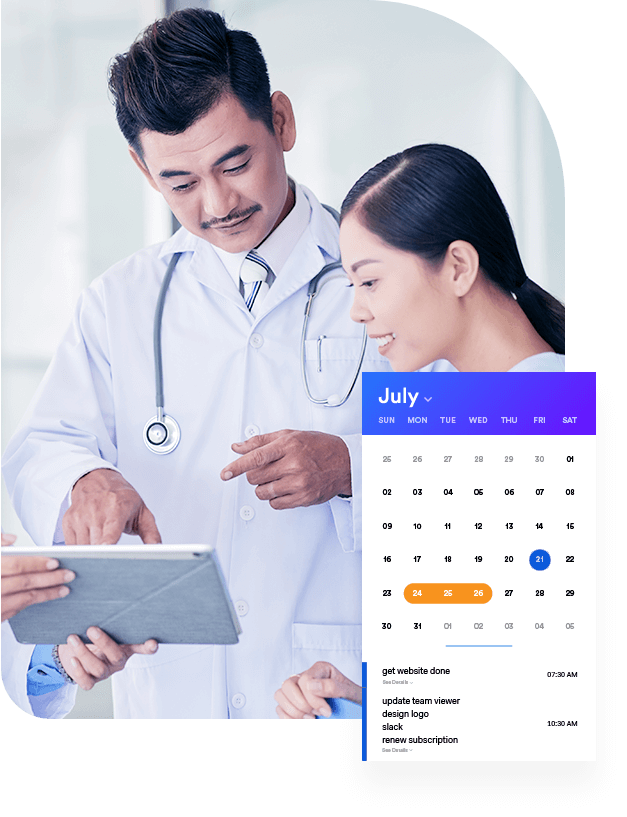 July
SUN MON TUE WED THU FRI SAT
25 26 27 28 29 30 01
02 03 04 05 06 07 08
09 10 11 12 13 14 15
16 17 18 19 20 21 22
23 24 25 26 27 28 29
30 31 01 02 03 04 05
get website done
See Details
07:30 AM
update team viewer
design logo
slack
10:30 AM
renew subscription
See Details